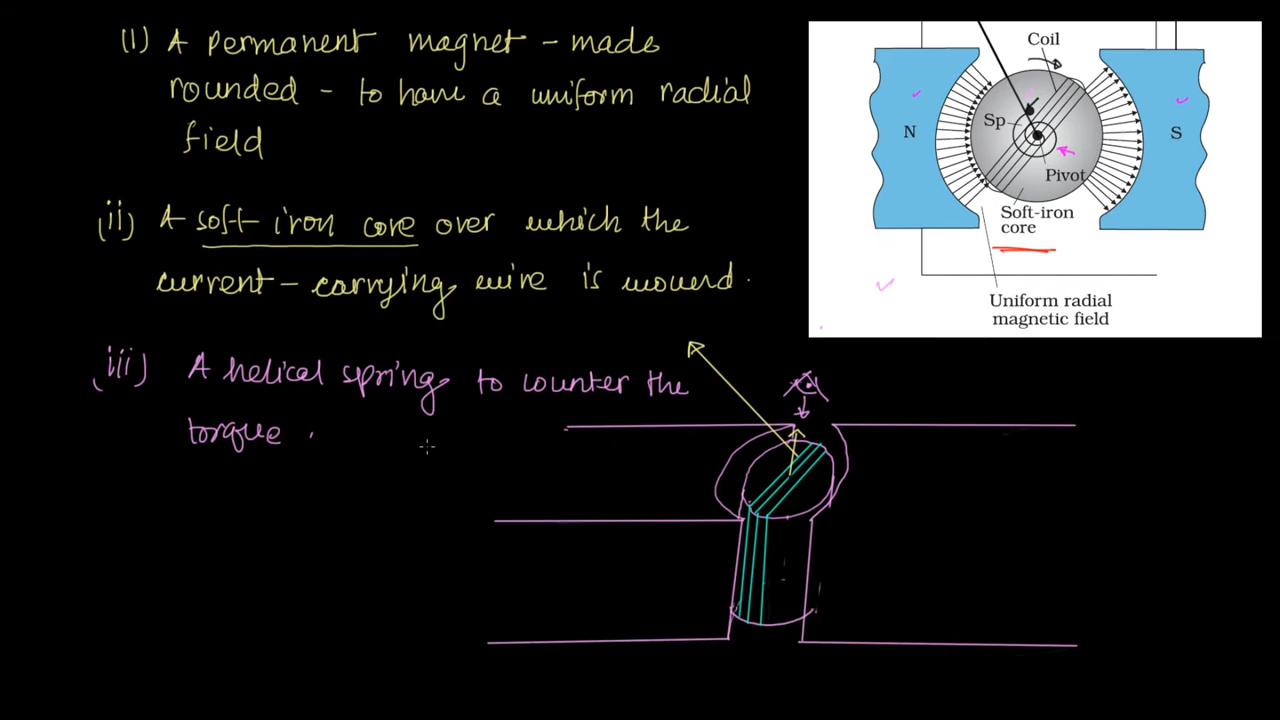 (i) A permanent magnet - made
rounded - to have a uniform radial
field
(ii) A soft iron core over which the
current - carrying wire is wound.
(iii) A helical spring to counter the
torque.
Coil
Sp
N
S
Pivot
Soft-iron
core
Uniform radial
magnetic field